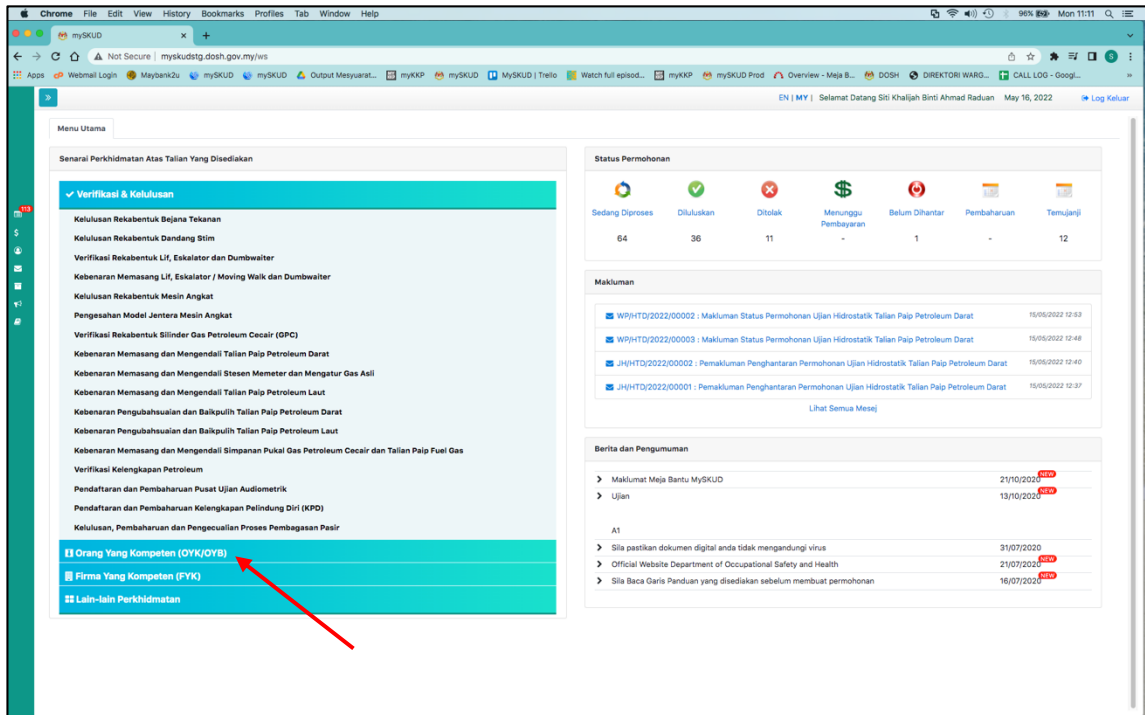 Chrome File Edit View History Bookmarks Profiles Tab Window Help 96% Mon 11:11
mySKUD
Not Secure | myskudstg.dosh.gov.my/ws
Apps Webmail Login Maybank2u mySKUD mySKUD Output Mesyuarat... myKKP mySKUD MySKUD | Trello Watch full episod... myKKP mySKUD Prod Overview - Meja B... DOSH DIREKTORI WARG... CALL LOG - Googl...
EN | MY | Selamat Datang Siti Khalijah Binti Ahmad Raduan May 16, 2022 Log Keluar
Menu Utama
Senarai Perkhidmatan Atas Talian Yang Disediakan
Verifikasi & Kelulusan
113
Kelulusan Rekabentuk Bejana Tekanan
Kelulusan Rekabentuk Dandang Stim
Verifikasi Rekabentuk Lif, Eskalator dan Dumbwaiter
Kebenaran Memasang Lif, Eskalator / Moving Walk dan Dumbwaiter
Kelulusan Rekabentuk Mesin Angkat
Pengesahan Model Jentera Mesin Angkat
Verifikasi Rekabentuk Silinder Gas Petroleum Cecair (GPC)
Kebenaran Memasang dan Mengendali Talian Paip Petroleum Darat
Kebenaran Memasang dan Mengendali Stesen Memeter dan Mengatur Gas Asli
Kebenaran Memasang dan Mengendali Talian Paip Petroleum Laut
Kebenaran Pengubahsuaian dan Baikpulih Talian Paip Petroleum Darat
Kebenaran Pengubahsuaian dan Baikpulih Talian Paip Petroleum Laut
Kebenaran Memasang dan Mengendali Simpanan Pukal Gas Petroleum Cecair dan Talian Paip Fuel Gas
Verifikasi Kelengkapan Petroleum
Pendaftaran dan Pembaharuan Pusat Ujian Audiometrik
Pendaftaran dan Pembaharuan Kelengkapan Pelindung Diri (KPD)
Kelulusan, Pembaharuan dan Pengecualian Proses Pembagasan Pasir
Orang Yang Kompeten (OYK/OYB)
Firma Yang Kompeten (FYK)
Lain-lain Perkhidmatan
Status Permohonan
Sedang Diproses Diluluskan Ditolak Menunggu Pembayaran Belum Dihantar Pembaharuan Temujanji
64 36 11 - 1 - 12
Makluman
WP/HTD/2022/00002 : Makluman Status Permohonan Ujian Hidrostatik Talian Paip Petroleum Darat 15/05/2022 12:53
WP/HTD/2022/00003 : Makluman Status Permohonan Ujian Hidrostatik Talian Paip Petroleum Darat 15/05/2022 12:48
JH/HTD/2022/00002 : Pemakluman Penghantaran Permohonan Ujian Hidrostatik Talian Paip Petroleum Darat 15/05/2022 12:40
JH/HTD/2022/00001 : Pemakluman Penghantaran Permohonan Ujian Hidrostatik Talian Paip Petroleum Darat 15/05/2022 12:37
Lihat Semua Mesej
Berita dan Pengumuman
Maklumat Meja Bantu MySKUD 21/10/2020 NEW
Ujian 13/10/2020 NEW
A1
Sila pastikan dokumen digital anda tidak mengandungi virus 31/07/2020
Official Website Department of Occupational Safety and Health 21/07/2020 NEW
Sila Baca Garis Panduan yang disediakan sebelum membuat permohonan 16/07/2020 NEW